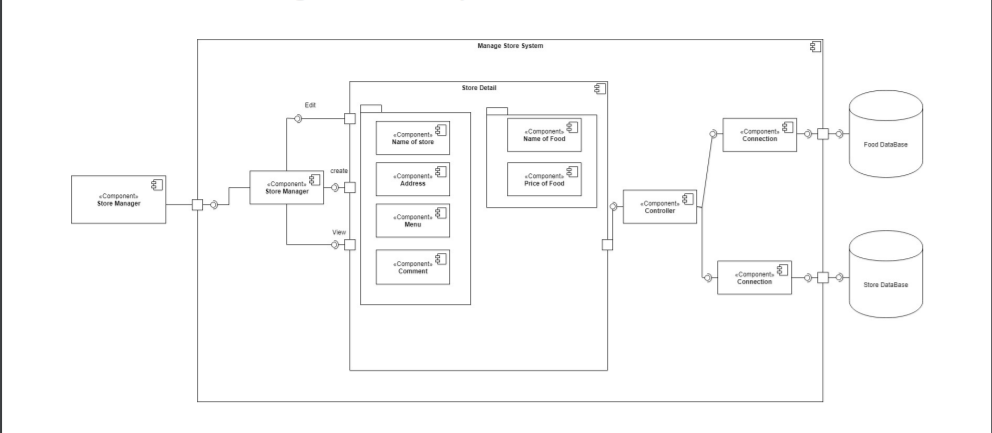 Manage Store System
Store Detail
Edit
«Component»
Name of store
«Component»
Name of Food
«Component»
Connection
Food DataBase
create
«Component»
Address
«Component»
Price of Food
«Component»
Store Manager
«Component»
Store Manager
«Component»
Controller
«Component»
Menu
View
«Component»
Comment
«Component»
Connection
Store DataBase